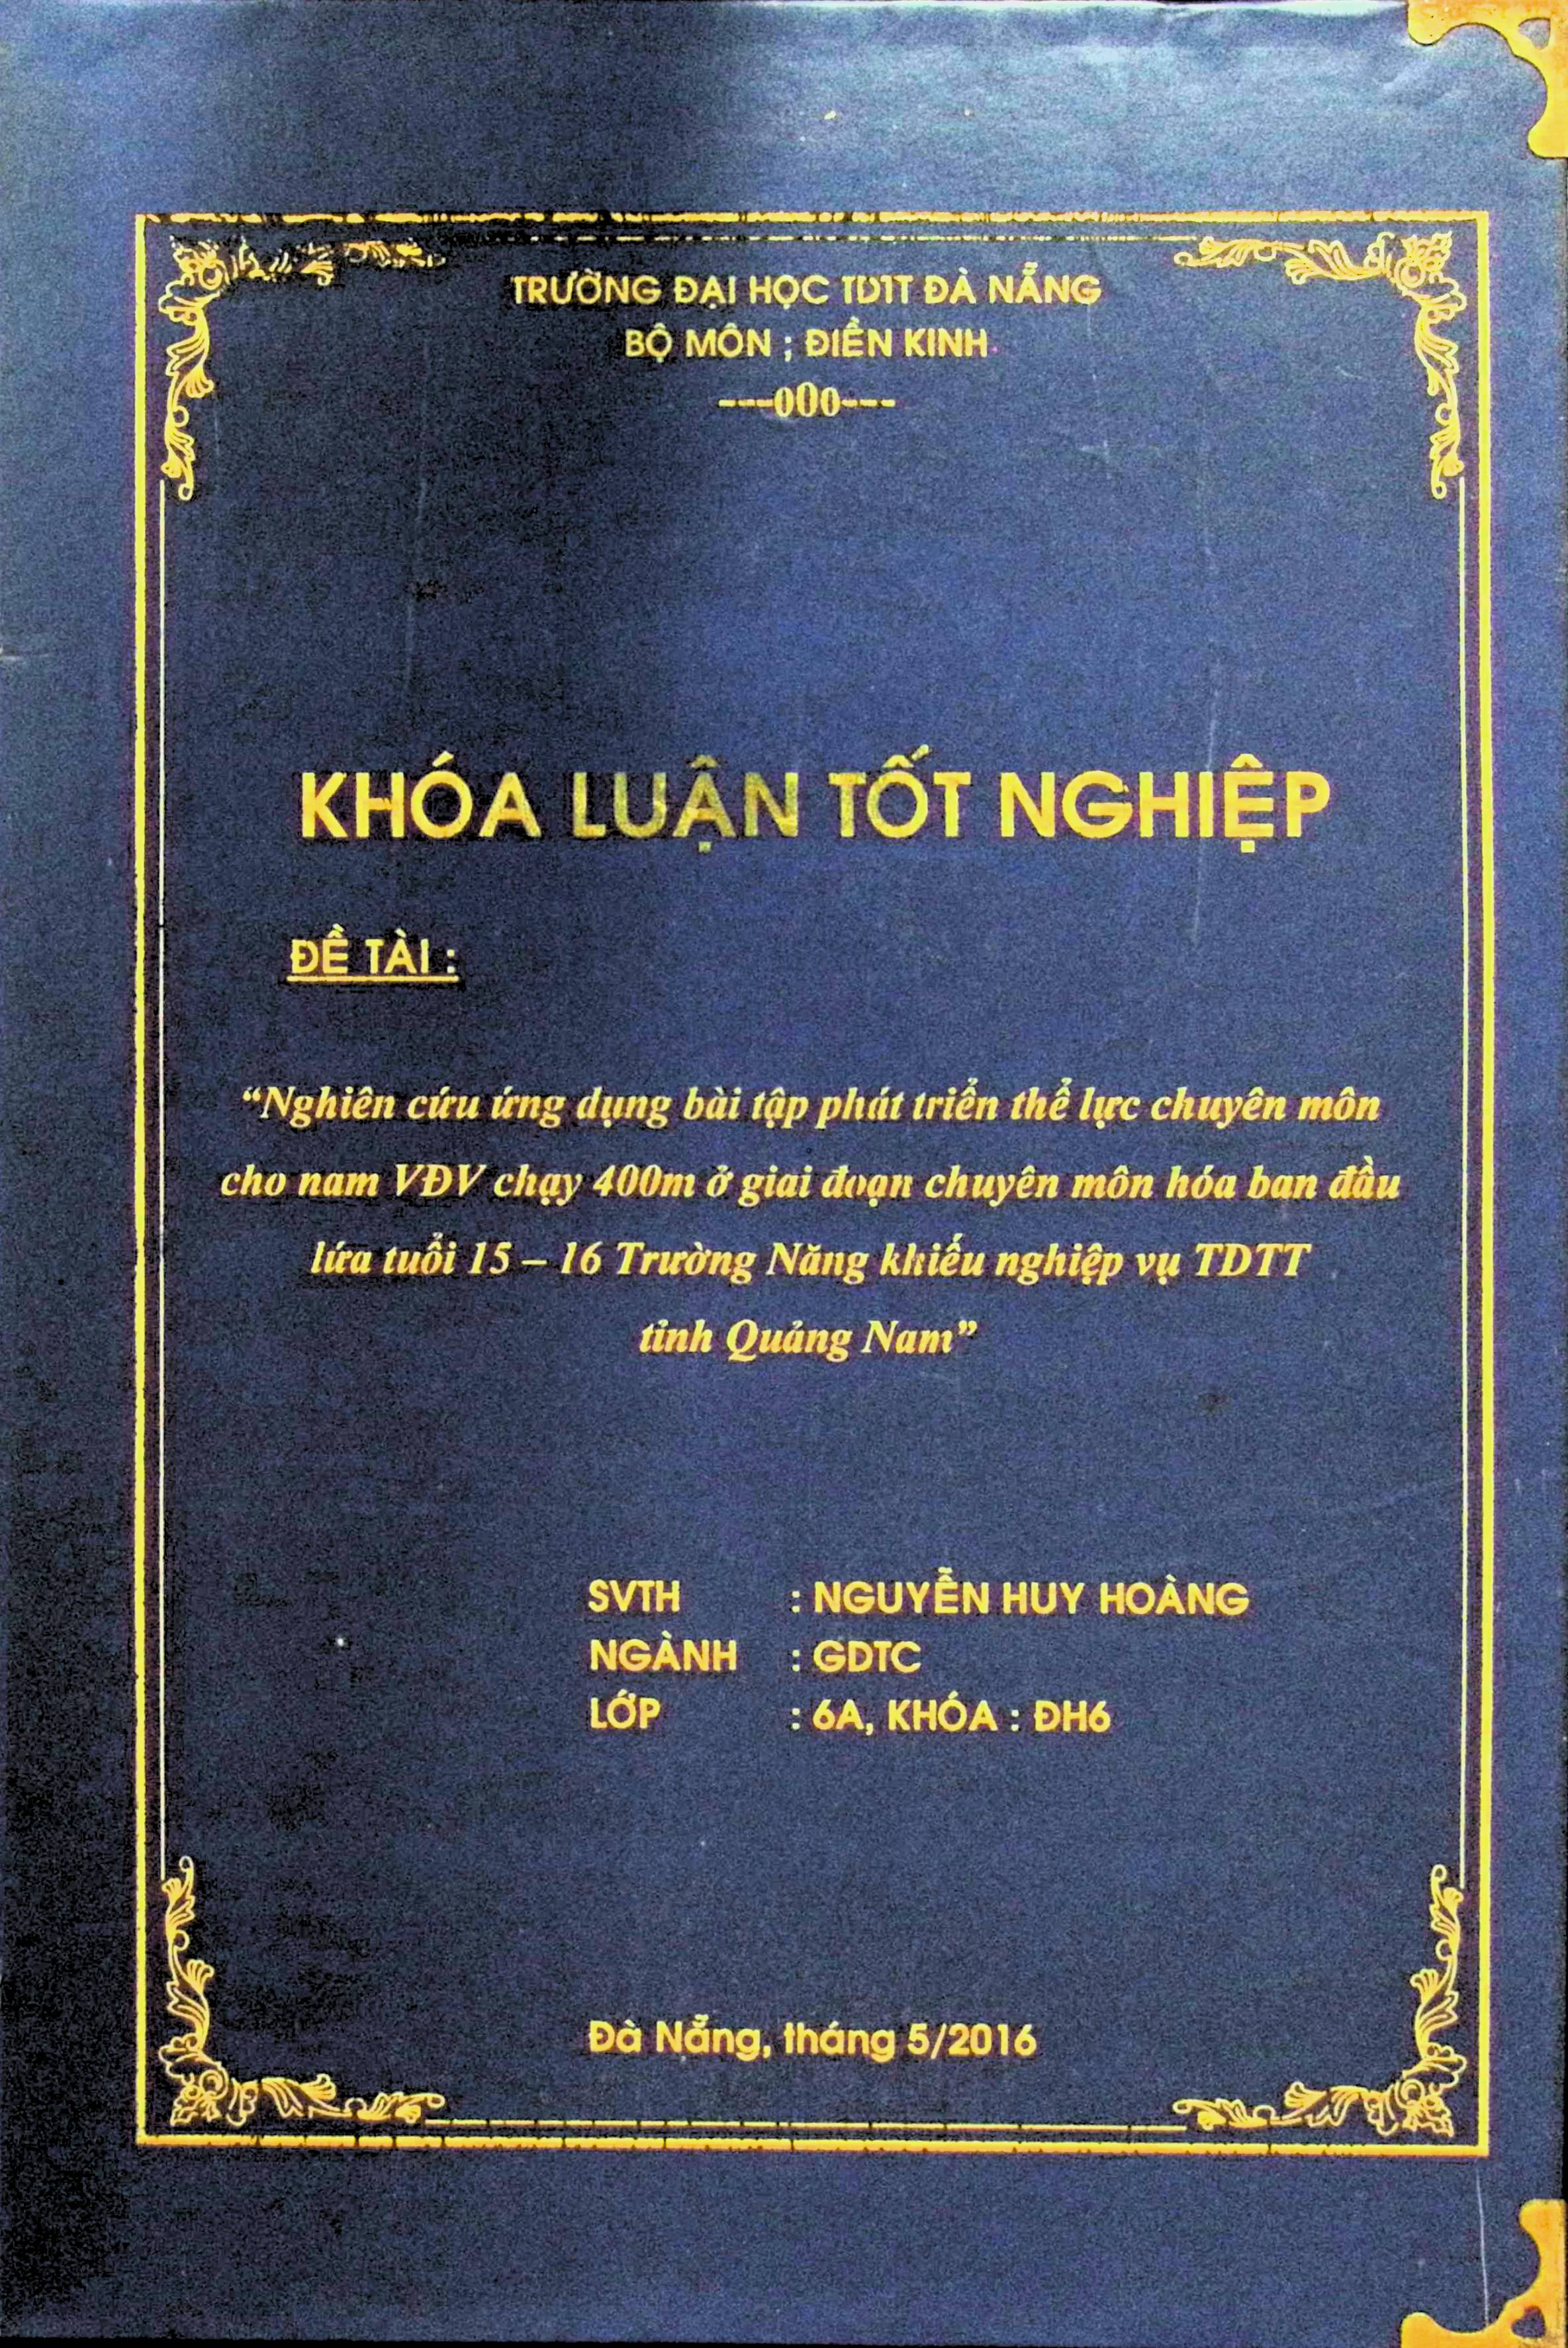 TRƯỜNG ĐẠI HỌC TDTT ĐÀ NẴNG
BỘ MÔN ; ĐIỀN KINH
---o0o---
KHÓA LUẬN TỐT NGHIỆP
ĐỀ TÀI :
“Nghiên cứu ứng dụng bài tập phát triển thể lực chuyên môn
cho nam VĐV chạy 400m ở giai đoạn chuyên môn hóa ban đầu
lứa tuổi 15 – 16 Trường Năng khiếu nghiệp vụ TDTT
tỉnh Quảng Nam”
SVTH : NGUYỄN HUY HOÀNG
NGÀNH : GDTC
LỚP : 6A, KHÓA : ĐH6
Đà Nẵng, tháng 5/2016